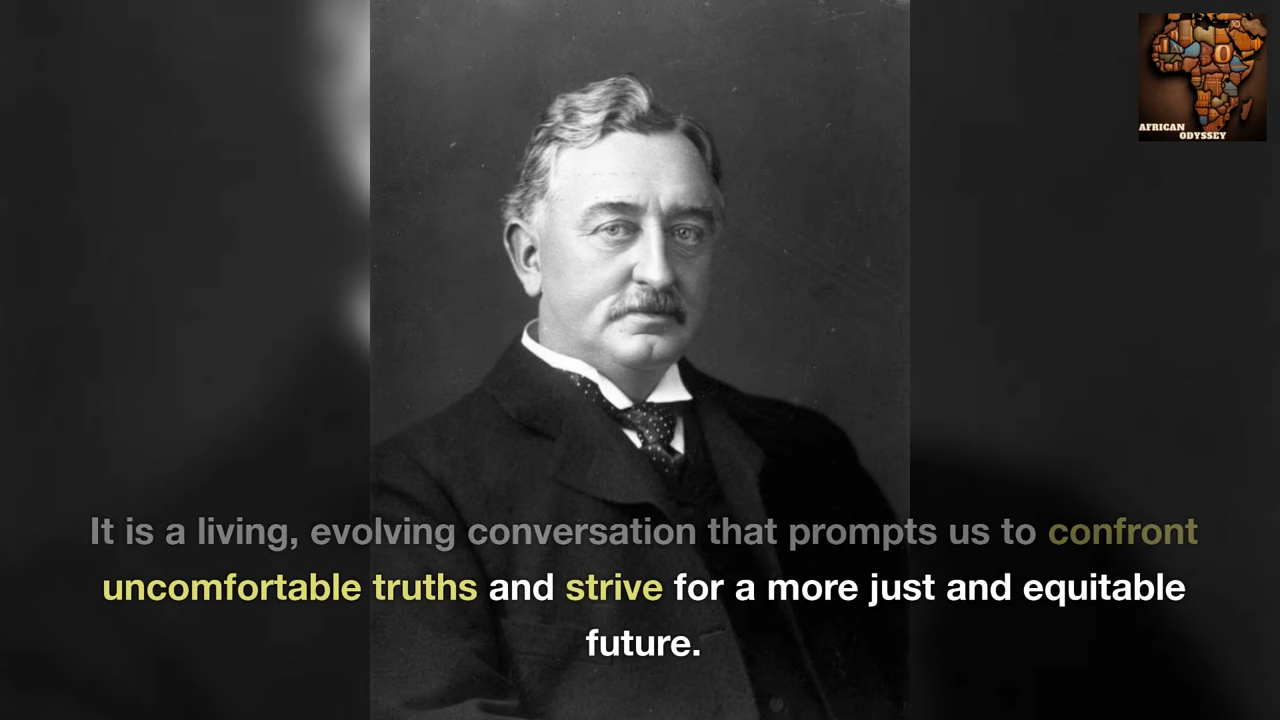 AFRICAN
ODYSSEY
It is a living, evolving conversation that prompts us to confront
uncomfortable truths and strive for a more just and equitable
future.